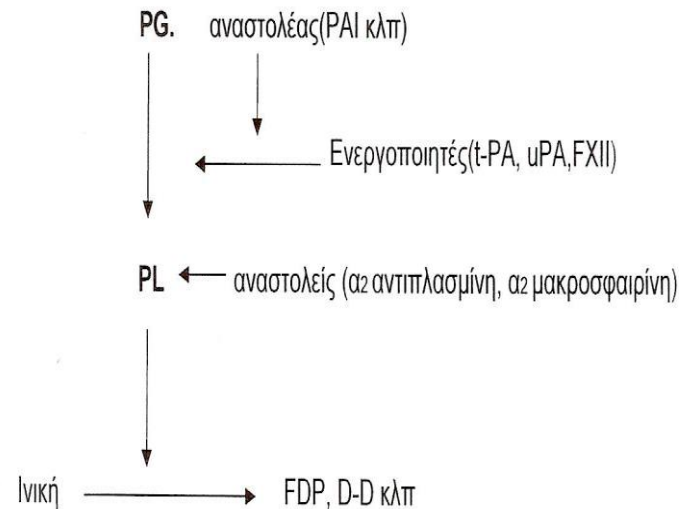 PG. αναστολέας(PAI κλπ)
Ενεργοποιητές(t-PA, uPA,FXII)
PL αναστολείς (α2 αντιπλασμίνη, α2 μακροσφαιρίνη)
Ινική FDP, D-D κλπ